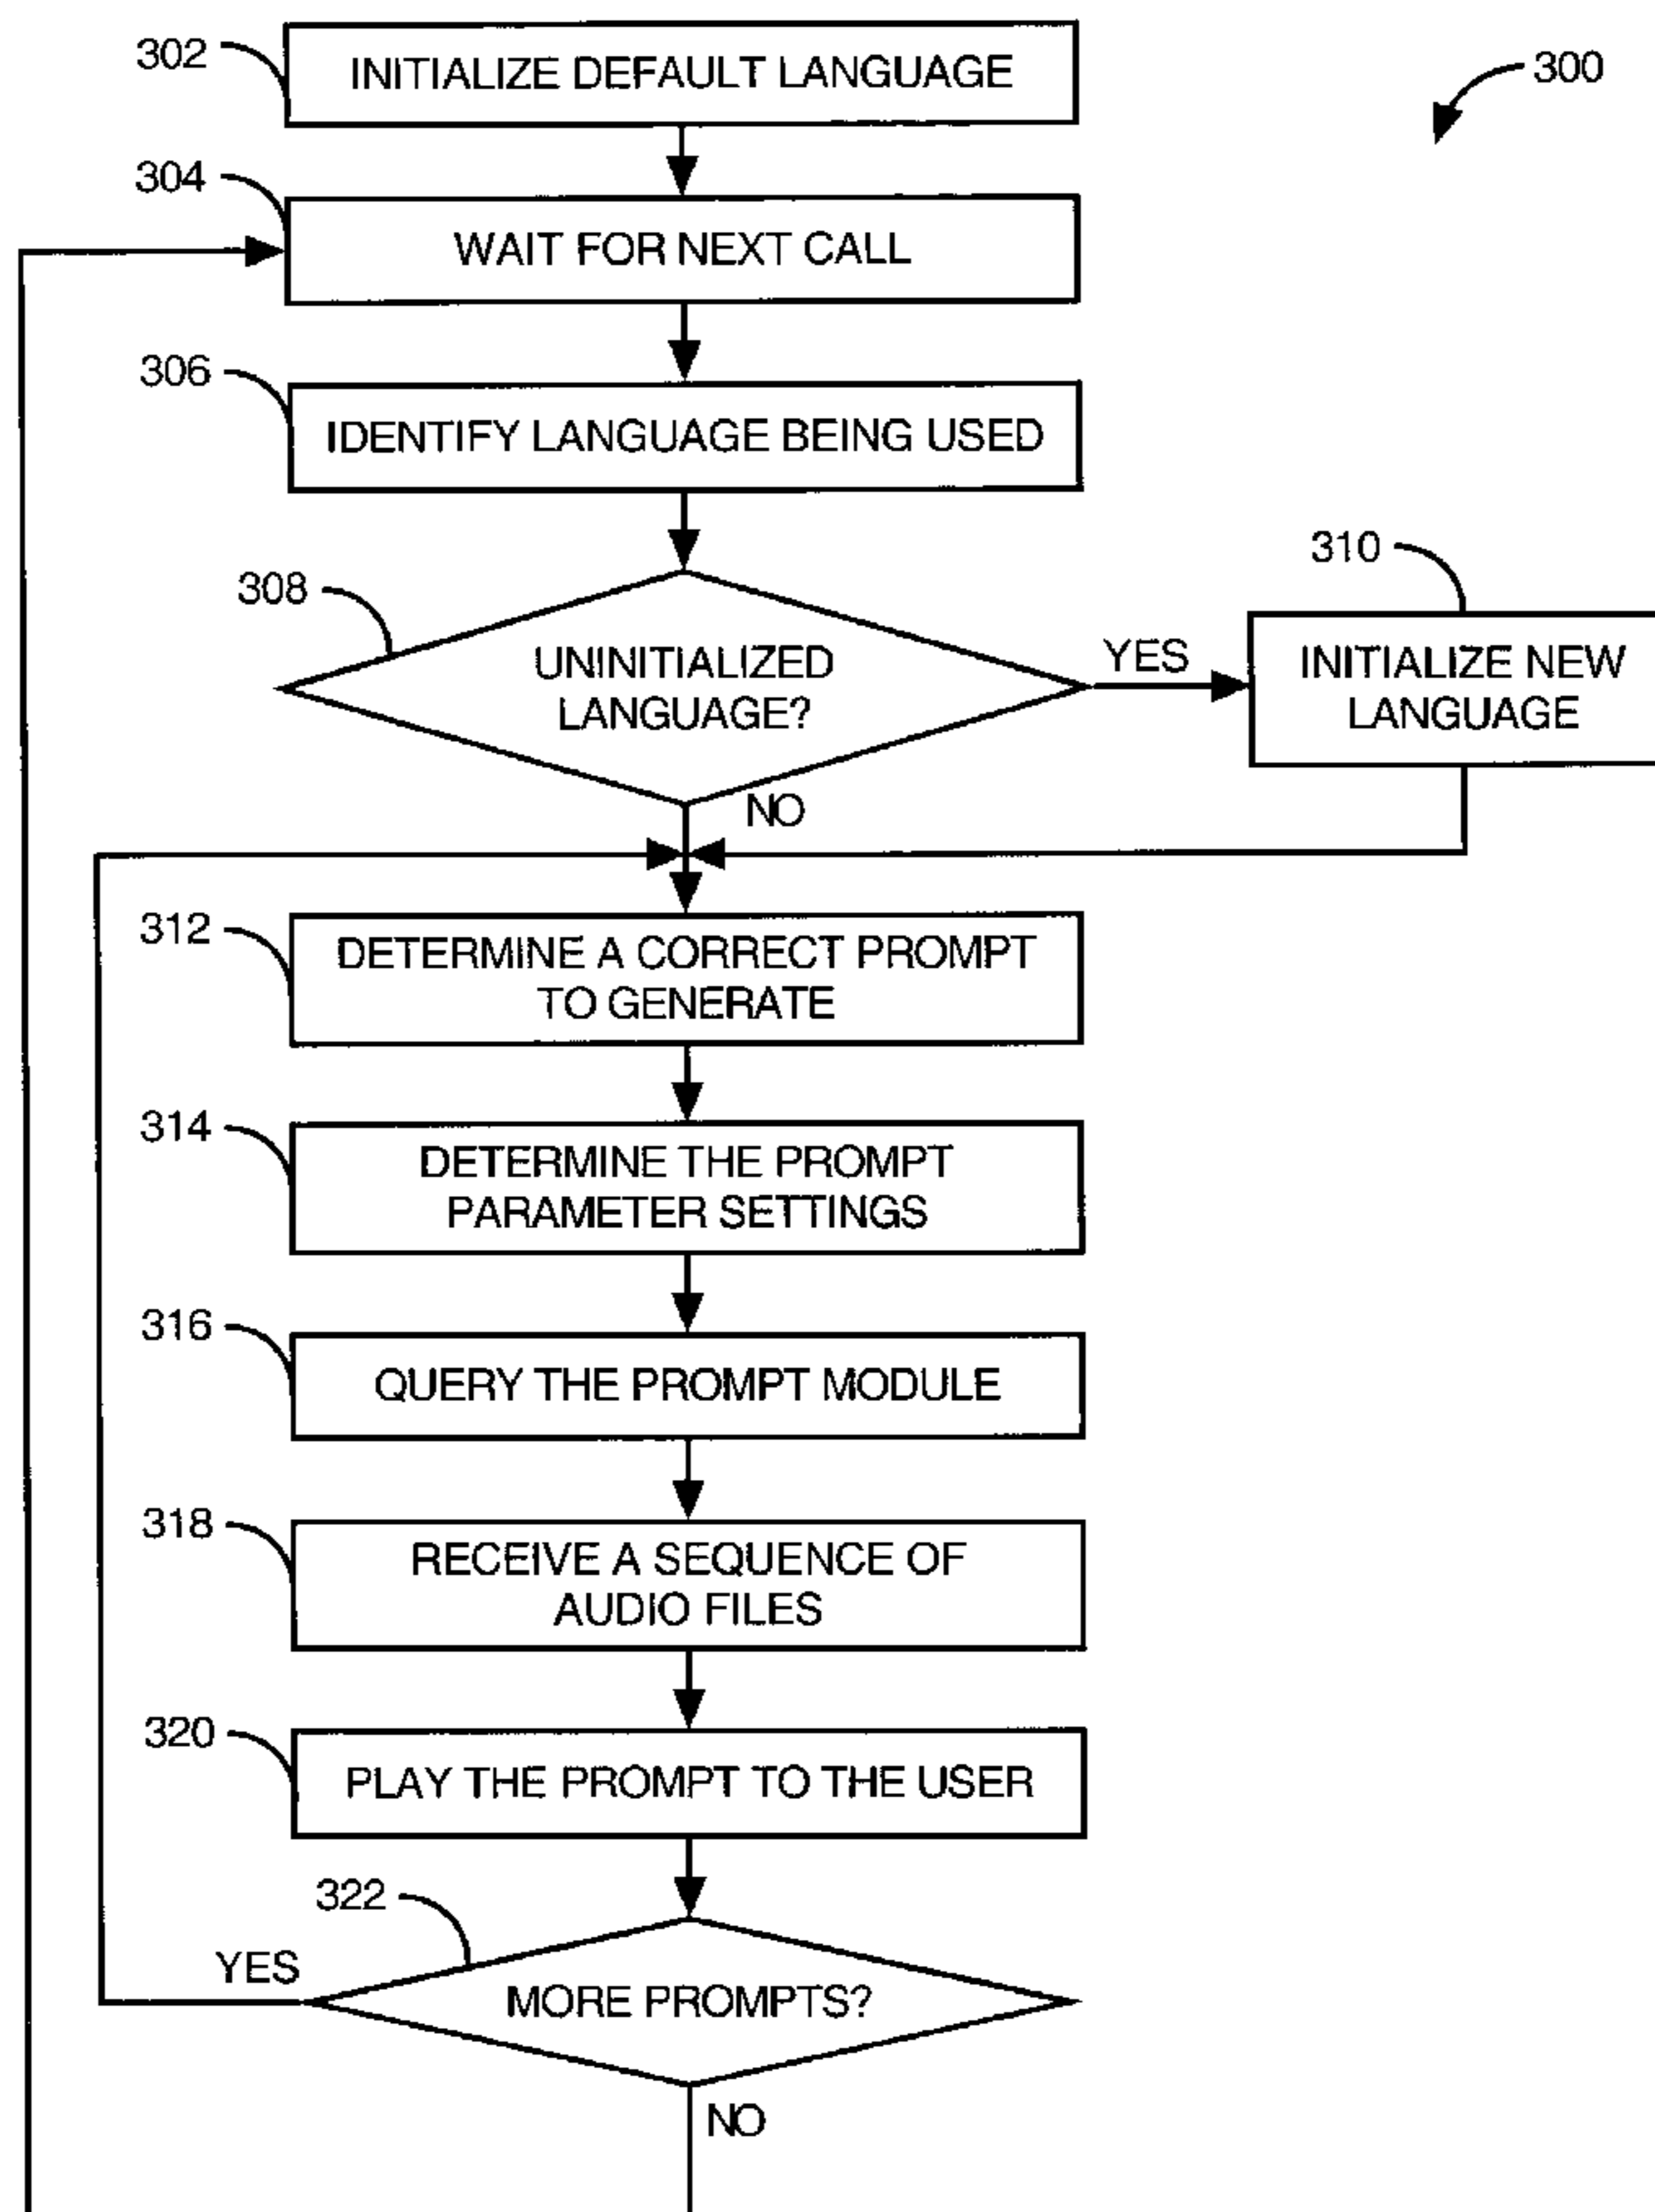 302
INITIALIZE DEFAULT LANGUAGE
300
304
WAIT FOR NEXT CALL
306
IDENTIFY LANGUAGE BEING USED
308
UNINITIALIZED
LANGUAGE?
YES
310
INITIALIZE NEW
LANGUAGE
NO
312
DETERMINE A CORRECT PROMPT
TO GENERATE
314
DETERMINE THE PROMPT
PARAMETER SETTINGS
316
QUERY THE PROMPT MODULE
318
RECEIVE A SEQUENCE OF
AUDIO FILES
320
PLAY THE PROMPT TO THE USER
322
YES
MORE PROMPTS?
NO